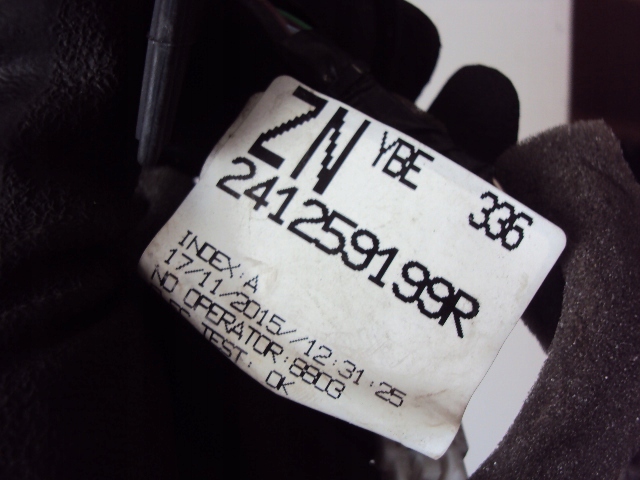 ZN YBE 336
241259199R
INDEX:A
17/11/2015//12:31:25
NO OPERATOR:8803
TEST: OK